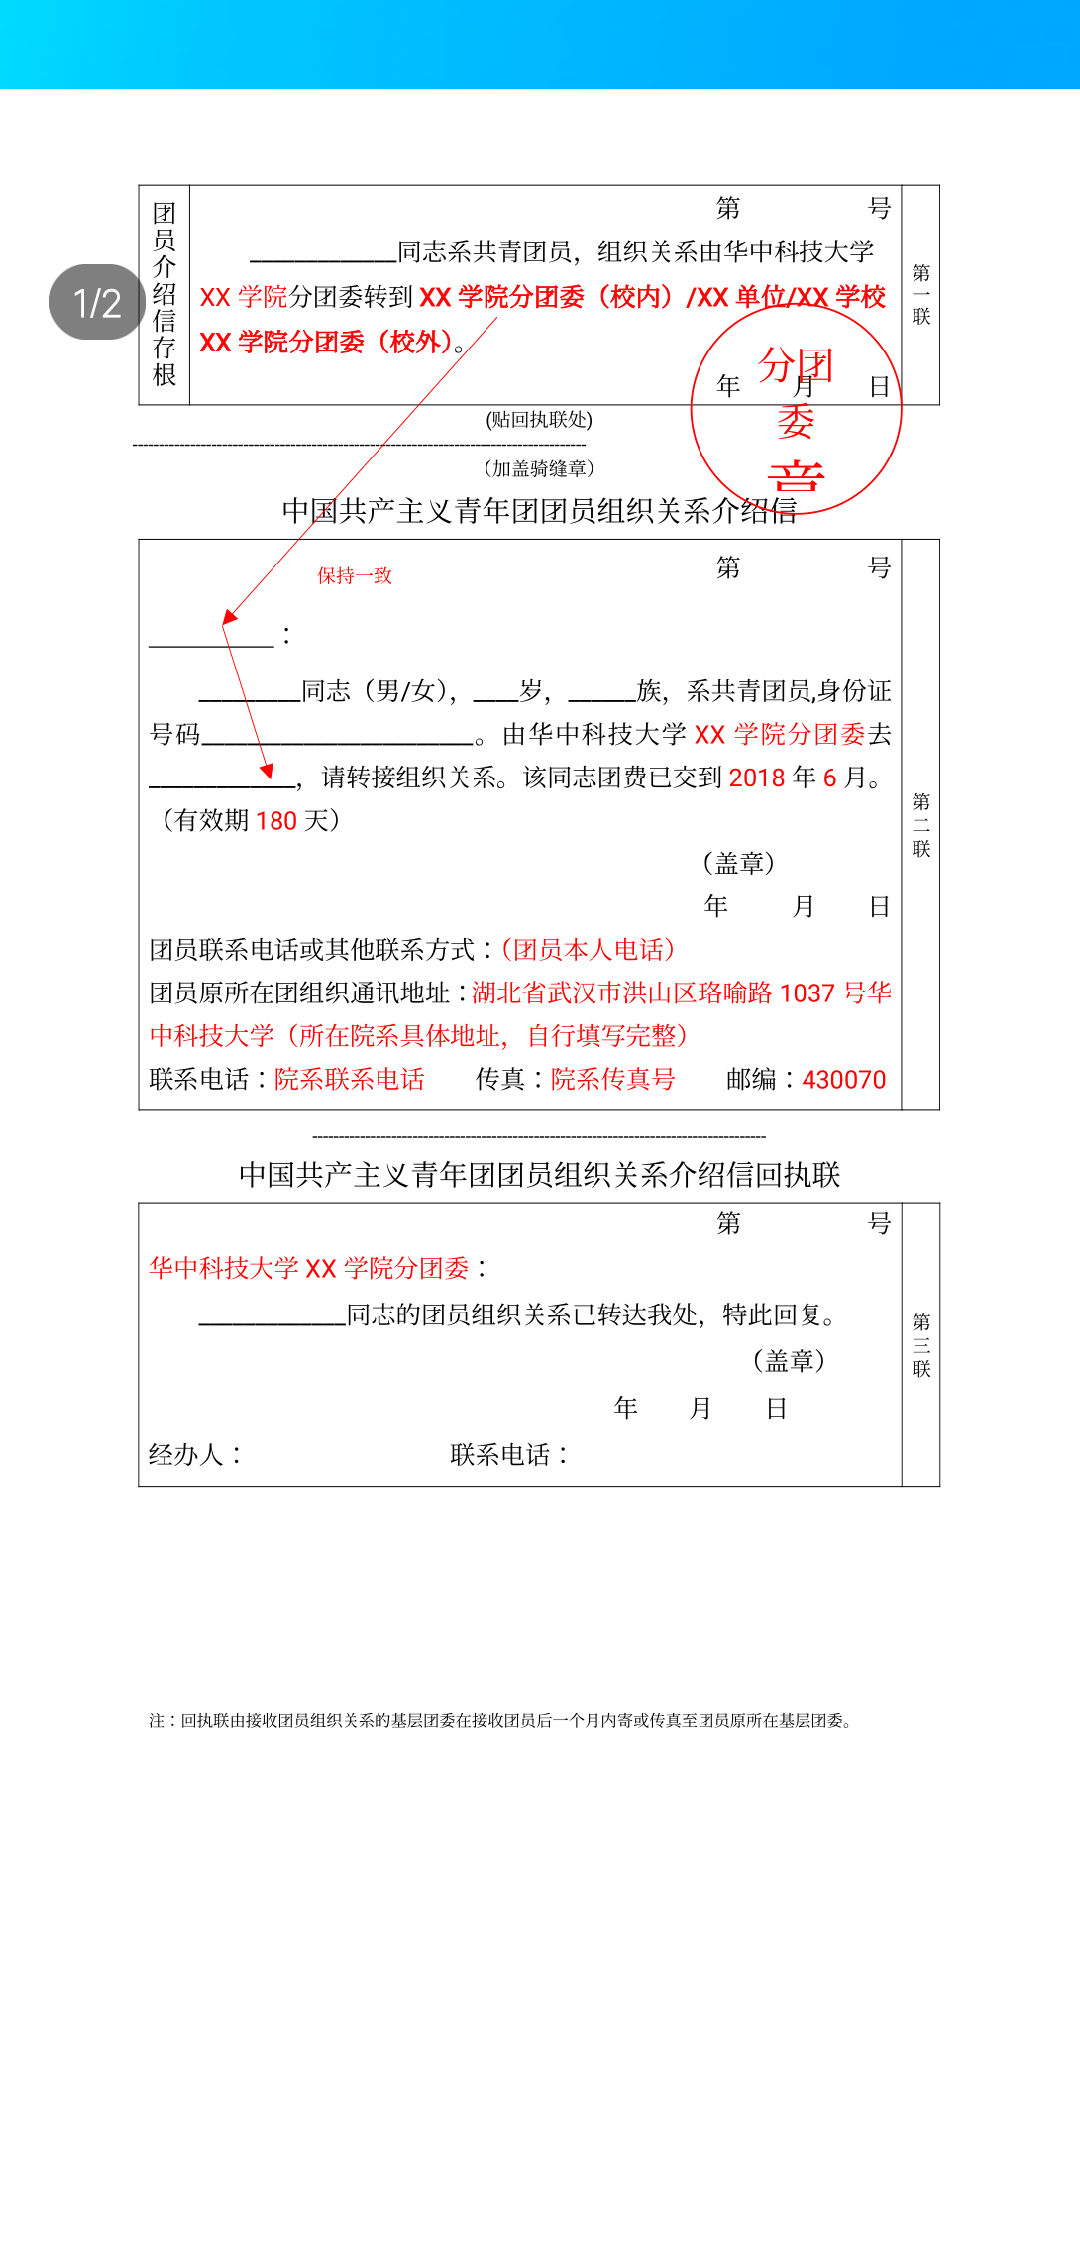 1/2
团员介绍信存根
第 号
____________同志系共青团员，组织关系由华中科技大学
XX 学院分团委转到 XX 学院分团委（校内）/XX 单位/XX 学校
XX 学院分团委（校外）。
年 月 日
第一联
分团
委
章
(贴回执联处)
（加盖骑缝章）
中国共产主义青年团团员组织关系介绍信
第 号
保持一致
__________：
________同志（男/女），____岁，_____族，系共青团员,身份证
号码______________________。由华中科技大学 XX 学院分团委去
____________，请转接组织关系。该同志团费已交到 2018 年 6 月。
（有效期 180 天）
（盖章）
年 月 日
团员联系电话或其他联系方式：（团员本人电话）
团员原所在团组织通讯地址：湖北省武汉市洪山区珞喻路 1037 号华
中科技大学（所在院系具体地址，自行填写完整）
联系电话：院系联系电话 传真：院系传真号 邮编：430070
第二联
中国共产主义青年团团员组织关系介绍信回执联
第 号
华中科技大学 XX 学院分团委：
____________同志的团员组织关系已转达我处，特此回复。
（盖章）
年 月 日
经办人： 联系电话：
第三联
注：回执联由接收团员组织关系的基层团委在接收团员后一个月内寄或传真至团员原所在基层团委。